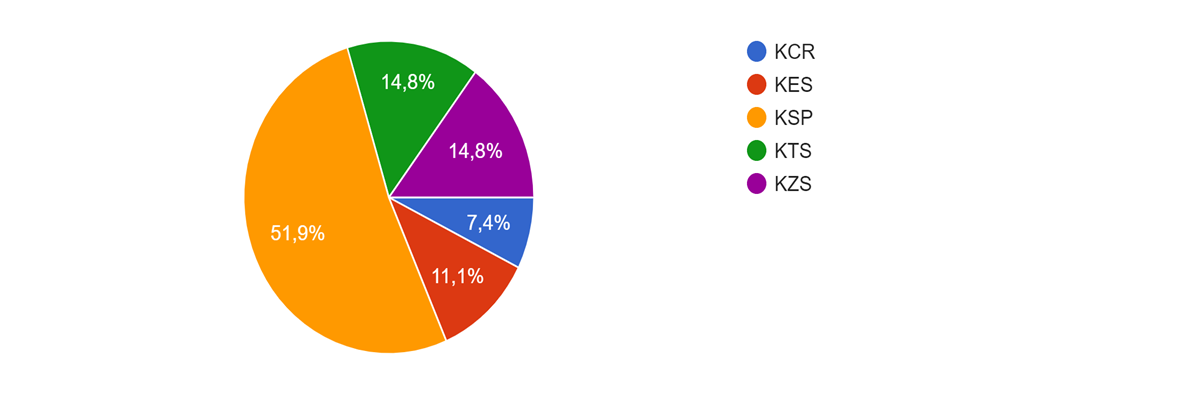 14,8%
14,8%
51,9%
7,4%
11,1%
KCR
KES
KSP
KTS
KZS